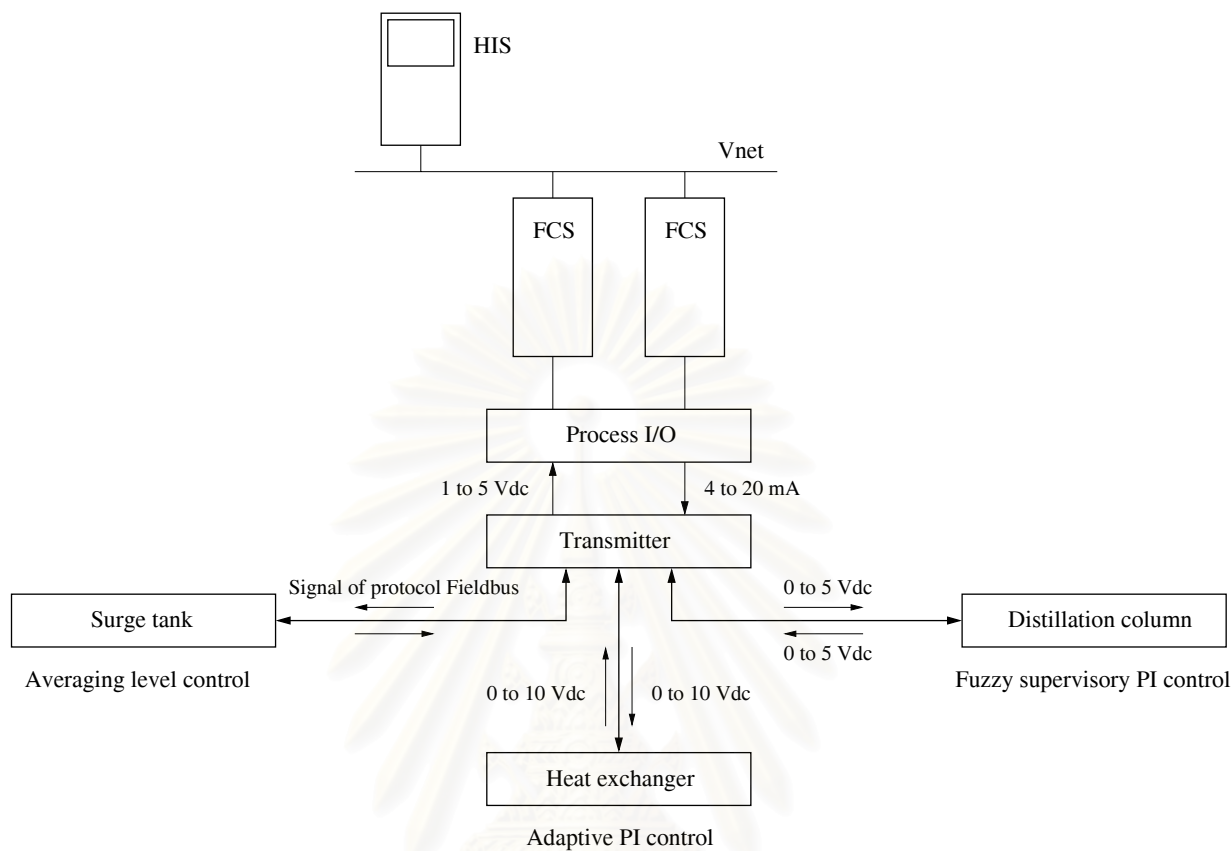 HIS
Vnet
FCS
FCS
Process I/O
1 to 5 Vdc
4 to 20 mA
Transmitter
Signal of protocol Fieldbus
0 to 5 Vdc
Surge tank
Distillation column
0 to 5 Vdc
Averaging level control
Fuzzy supervisory PI control
0 to 10 Vdc
0 to 10 Vdc
Heat exchanger
Adaptive PI control